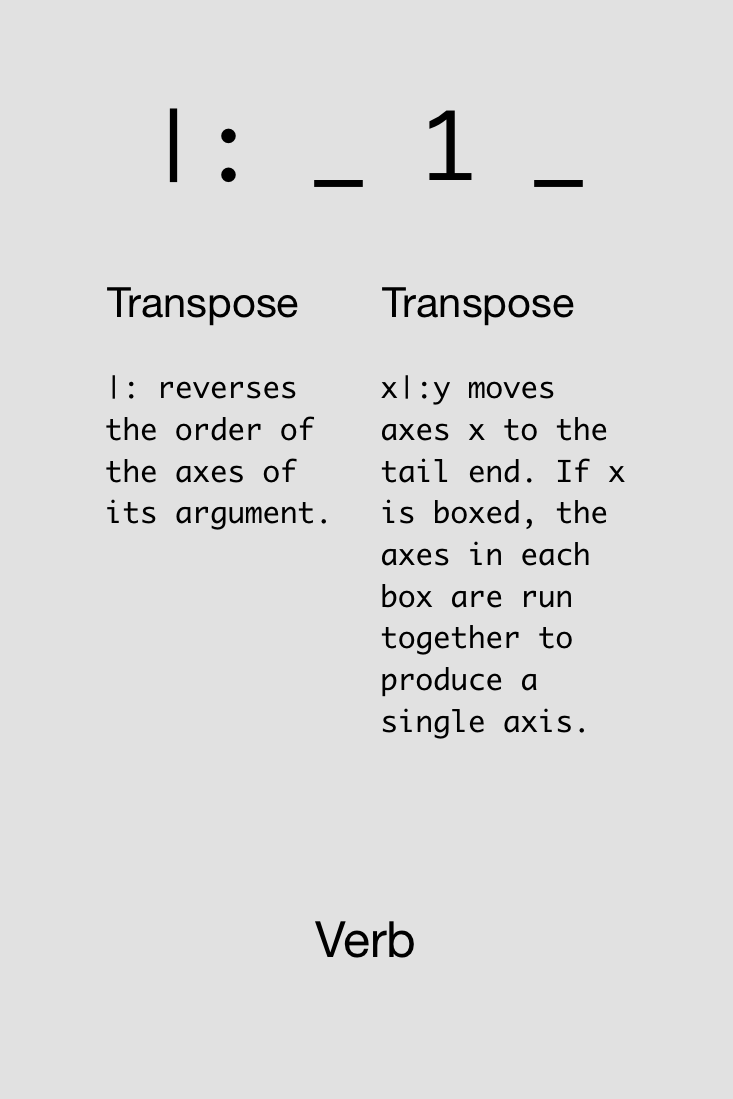 |: _ 1 _
Transpose
|: reverses
the order of
the axes of
its argument.
Transpose
x|:y moves
axes x to the
tail end. If x
is boxed, the
axes in each
box are run
together to
produce a
single axis.
Verb